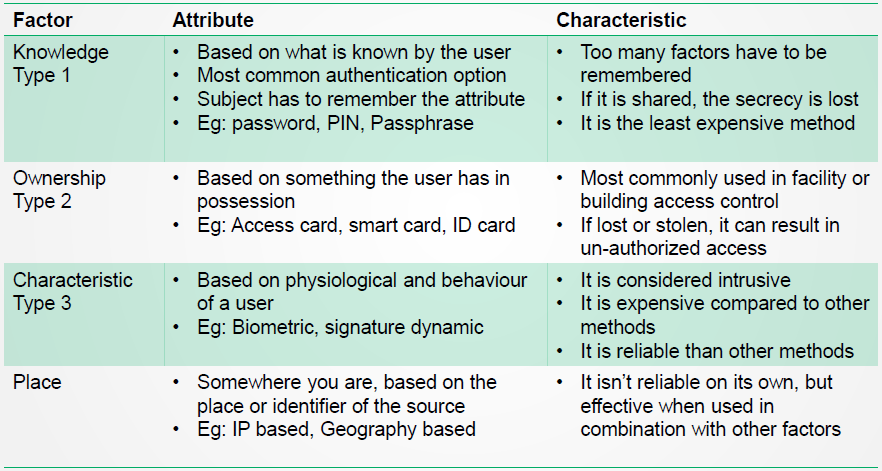 Factor Attribute Characteristic
Knowledge
Type 1
• Based on what is known by the user
• Most common authentication option
• Subject has to remember the attribute
• Eg: password, PIN, Passphrase
• Too many factors have to be
remembered
• If it is shared, the secrecy is lost
• It is the least expensive method
Ownership
Type 2
• Based on something the user has in
possession
• Eg: Access card, smart card, ID card
• Most commonly used in facility or
building access control
• If lost or stolen, it can result in
un-authorized access
Characteristic
Type 3
• Based on physiological and behaviour
of a user
• Eg: Biometric, signature dynamic
• It is considered intrusive
• It is expensive compared to other
methods
• It is reliable than other methods
Place
• Somewhere you are, based on the
place or identifier of the source
• Eg: IP based, Geography based
• It isn’t reliable on its own, but
effective when used in
combination with other factors